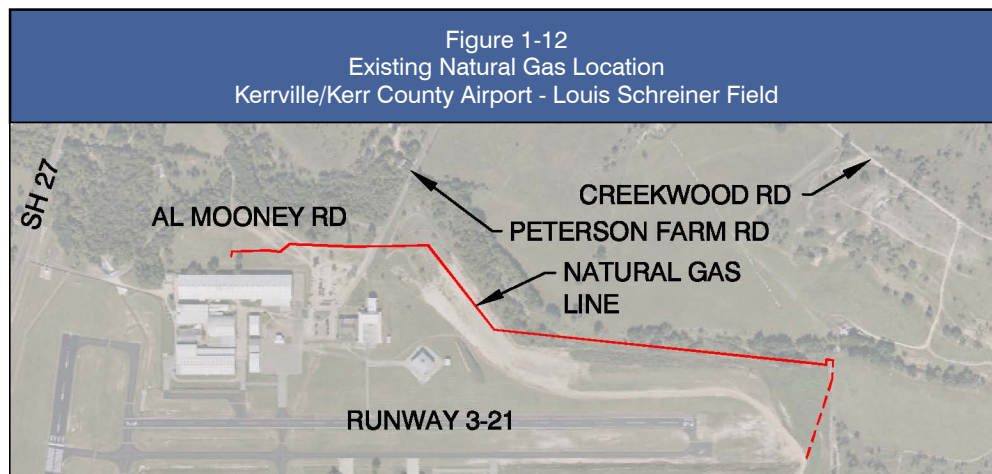 Figure 1-12
Existing Natural Gas Location
Kerrville/Kerr County Airport - Louis Schreiner Field
SH 27
AL MOONEY RD
CREEKWOOD RD
PETERSON FARM RD
NATURAL GAS
LINE
RUNWAY 3-21